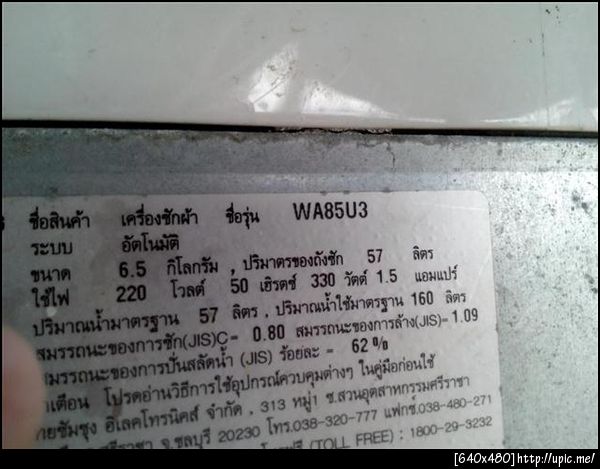 ชื่อสินค้า เครื่องซักผ้า ชื่อรุ่น WA85U3
ระบบ อัตโนมัติ
ขนาด 6.5 กิโลกรัม , ปริมาตรของถังซัก 57 ลิตร
ใช้ไฟ 220 โวลต์ 50 เฮิรตซ์ 330 วัตต์ 1.5 แอมแปร์
ปริมาณน้ำมาตรฐาน 57 ลิตร , ปริมาณน้ำใช้มาตรฐาน 160 ลิตร
สมรรถนะของการซัก(JIS)C= 0.80 สมรรถนะของการล้าง(JIS)= 1.09
สมรรถนะของการปั่นสลัดน้ำ (JIS) ร้อยละ = 62%
โปรดอ่านวิธีการใช้อุปกรณ์ควบคุมต่างๆ ในคู่มือก่อนใช้
อิเลคโทรนิคส์ จำกัด , 313 หมู่1 ซ.สวนอุตสาหกรรมศรีราชา
จ.ชลบุรี 20230 โทร.038-320-777 แฟกซ์.038-480-271
(TOLL FREE) : 1800-29-3232
[640x480]http://upic.me/